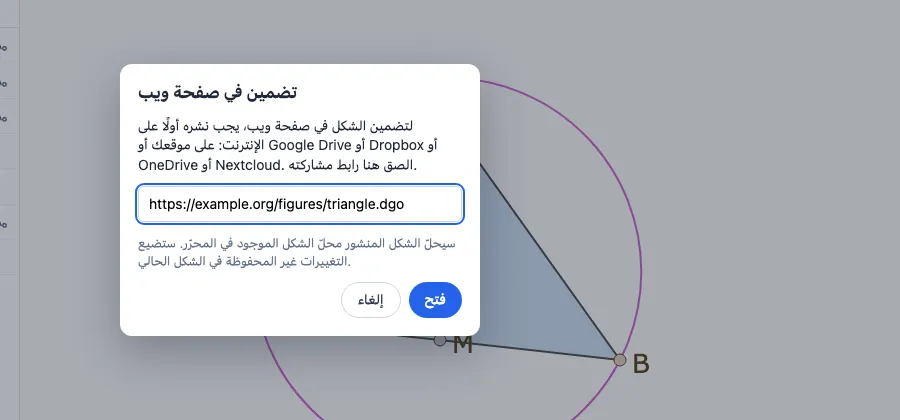 تضمين في صفحة ويب
لتضمين الشكل في صفحة ويب، يجب نشره أولًا على
الإنترنت: على موقعك أو Google Drive أو Dropbox أو
OneDrive أو Nextcloud. الصق هنا رابط مشاركته.
https://example.org/figures/triangle.dgo
سيحلّ الشكل المنشور محلّ الشكل الموجود في المحرّر. ستضيع
التغييرات غير المحفوظة في الشكل الحالي.
فتح
إلغاء
M
B